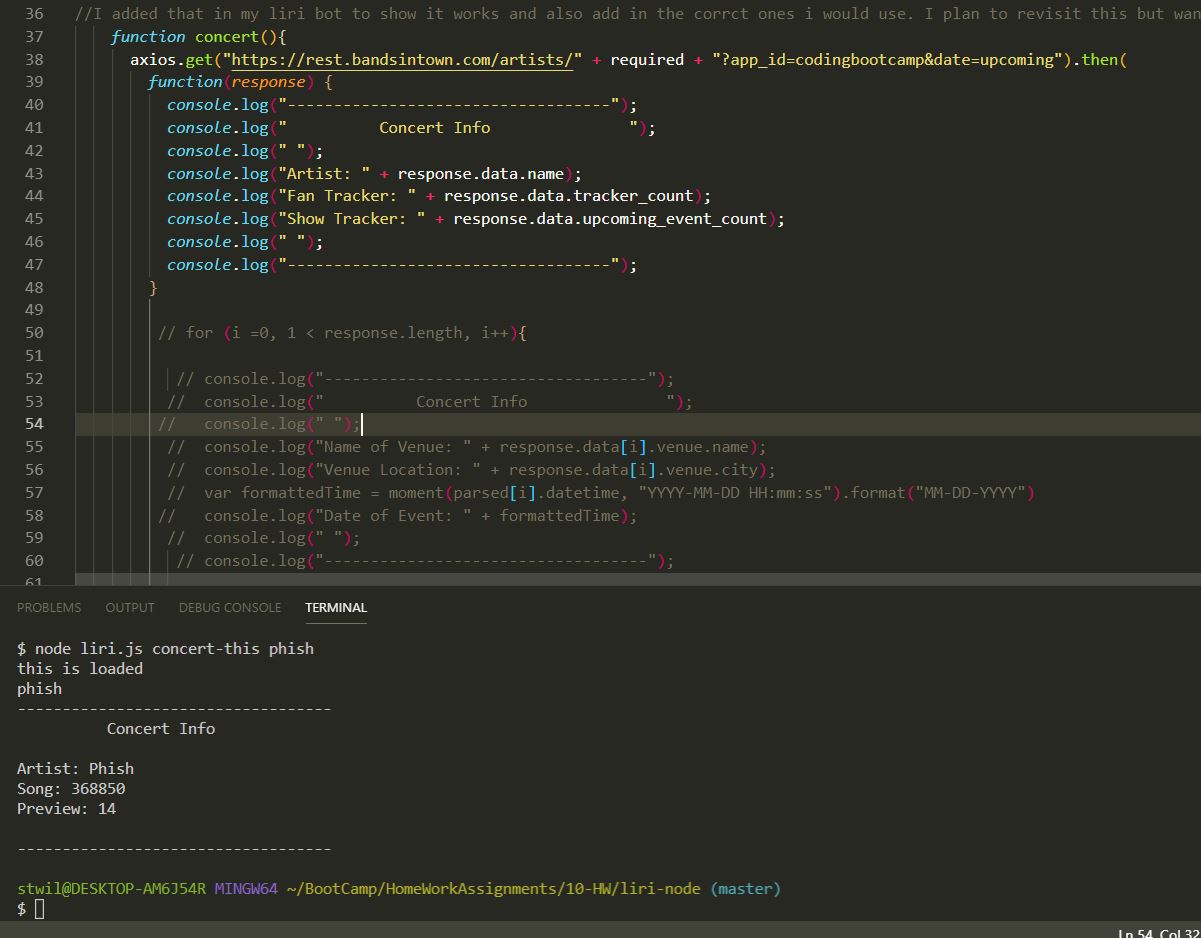 36 //I added that in my liri bot to show it works and also add in the corrct ones i would use. I plan to revisit this but wan
37 function concert(){
38 axios.get("https://rest.bandsintown.com/artists/" + required + "?app_id=codingbootcamp&date=upcoming").then(
39 function(response) {
40 console.log("-----------------------------------");
41 console.log("          Concert Info               ");
42 console.log(" ");
43 console.log("Artist: " + response.data.name);
44 console.log("Fan Tracker: " + response.data.tracker_count);
45 console.log("Show Tracker: " + response.data.upcoming_event_count);
46 console.log(" ");
47 console.log("-----------------------------------");
48 }
49
50 // for (i =0, 1 < response.length, i++){
51
52 // console.log("-----------------------------------");
53 //  console.log("          Concert Info               ");
54 //   console.log(" ");
55 //  console.log("Name of Venue: " + response.data[i].venue.name);
56 //  console.log("Venue Location: " + response.data[i].venue.city);
57 //  var formattedTime = moment(parsed[i].datetime, "YYYY-MM-DD HH:mm:ss").format("MM-DD-YYYY")
58 //   console.log("Date of Event: " + formattedTime);
59 //  console.log(" ");
60 // console.log("-----------------------------------");
61
PROBLEMS OUTPUT DEBUG CONSOLE TERMINAL
$ node liri.js concert-this phish
this is loaded
phish
-----------------------------------
Concert Info
Artist: Phish
Song: 368850
Preview: 14
-----------------------------------
stwil@DESKTOP-AM6J54R MINGW64 ~/BootCamp/HomeWorkAssignments/10-HW/liri-node (master)
$
Ln 54, Col 32